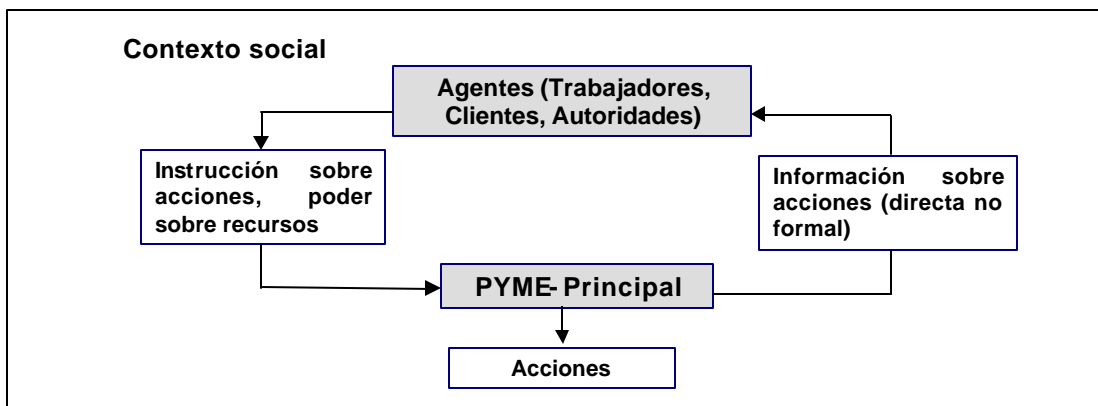 Contexto social
Agentes (Trabajadores,
Clientes, Autoridades)
Instrucción sobre
acciones, poder
sobre recursos
Información sobre
acciones (directa no
formal)
PYME- Principal
Acciones